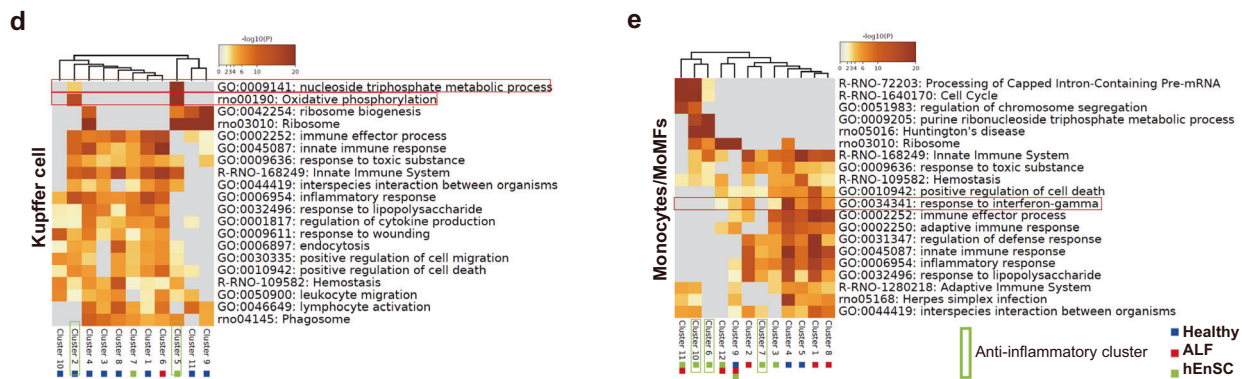 d
-log10(P)
0 2 3 4 6 10 20
Kupffer cell
GO:0009141: nucleoside triphosphate metabolic process
rno00190: Oxidative phosphorylation
GO:0042254: ribosome biogenesis
rno03010: Ribosome
GO:0002252: immune effector process
GO:0045087: innate immune response
GO:0009636: response to toxic substance
R-RNO-168249: Innate Immune System
GO:0044419: interspecies interaction between organisms
GO:0006954: inflammatory response
GO:0032496: response to lipopolysaccharide
GO:0001817: regulation of cytokine production
GO:0009611: response to wounding
GO:0006897: endocytosis
GO:0030335: positive regulation of cell migration
GO:0010942: positive regulation of cell death
R-RNO-109582: Hemostasis
GO:0050900: leukocyte migration
GO:0046649: lymphocyte activation
rno04145: Phagosome
Cluster 10
Cluster 2
Cluster 4
Cluster 3
Cluster 8
Cluster 7
Cluster 1
Cluster 6
Cluster 5
Cluster 11
Cluster 9
e
-log10(P)
0 2 3 4 6 10 20
Monocytes/MoMFs
R-RNO-72203: Processing of Capped Intron-Containing Pre-mRNA
R-RNO-1640170: Cell Cycle
GO:0051983: regulation of chromosome segregation
GO:0009205: purine ribonucleoside triphosphate metabolic process
rno05016: Huntington's disease
rno03010: Ribosome
R-RNO-168249: Innate Immune System
GO:0009636: response to toxic substance
R-RNO-109582: Hemostasis
GO:0010942: positive regulation of cell death
GO:0034341: response to interferon-gamma
GO:0002252: immune effector process
GO:0002250: adaptive immune response
GO:0031347: regulation of defense response
GO:0045087: innate immune response
GO:0006954: inflammatory response
GO:0032496: response to lipopolysaccharide
R-RNO-1280218: Adaptive Immune System
rno05168: Herpes simplex infection
GO:0044419: interspecies interaction between organisms
Cluster 11
Cluster 10
Cluster 6
Cluster 12
Cluster 9
Cluster 2
Cluster 7
Cluster 3
Cluster 4
Cluster 5
Cluster 1
Cluster 8
Anti-inflammatory cluster
Healthy
ALF
hEnSC